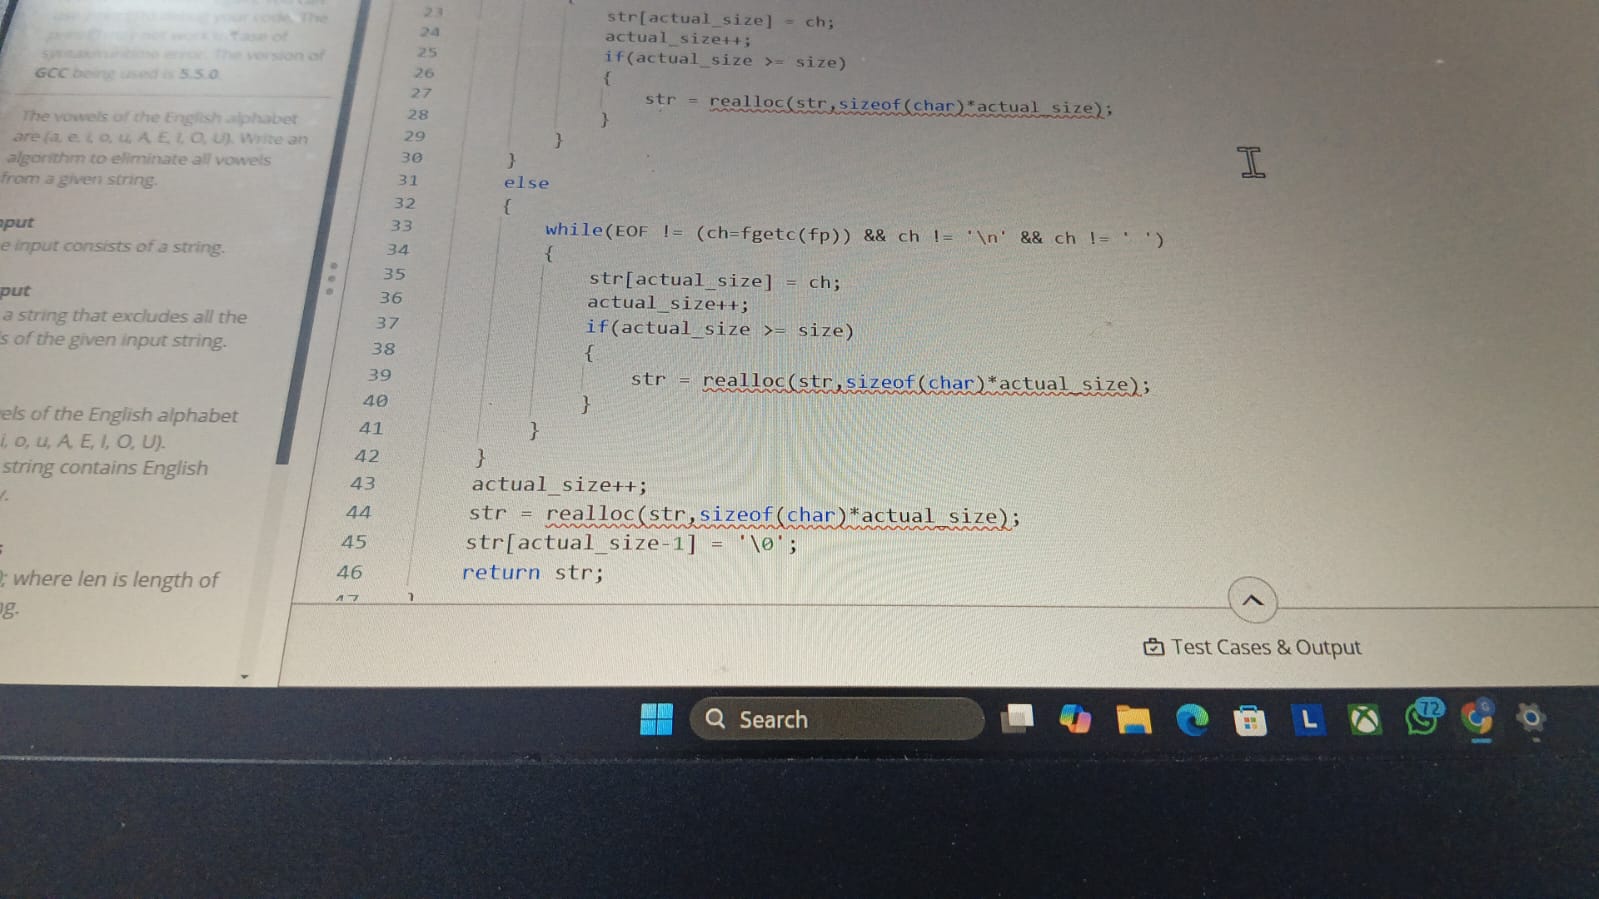 to debug your code. The
not work in case of
error. The version of
GCC being used is 5.5.0
The vowels of the English alphabet
are (a, e, i, o, u, A, E, I, O, U). Write an
algorithm to eliminate all vowels
from a given string.
put
e input consists of a string.
put
a string that excludes all the
s of the given input string.
els of the English alphabet
i, o, u, A, E, I, O, U).
string contains English
; where len is length of
g.
23 str[actual_size] = ch;
24 actual_size++;
25 if(actual_size >= size)
26 {
27 str = realloc(str,sizeof(char)*actual_size);
28 }
29 }
30 }
31 else
32 {
33 while(EOF != (ch=fgetc(fp)) && ch != '\n' && ch != ' ')
34 {
35 str[actual_size] = ch;
36 actual_size++;
37 if(actual_size >= size)
38 {
39 str = realloc(str,sizeof(char)*actual_size);
40 }
41 }
42 }
43 actual_size++;
44 str = realloc(str,sizeof(char)*actual_size);
45 str[actual_size-1] = '\0';
46 return str;
47 }
Test Cases & Output
Search
L
72
G